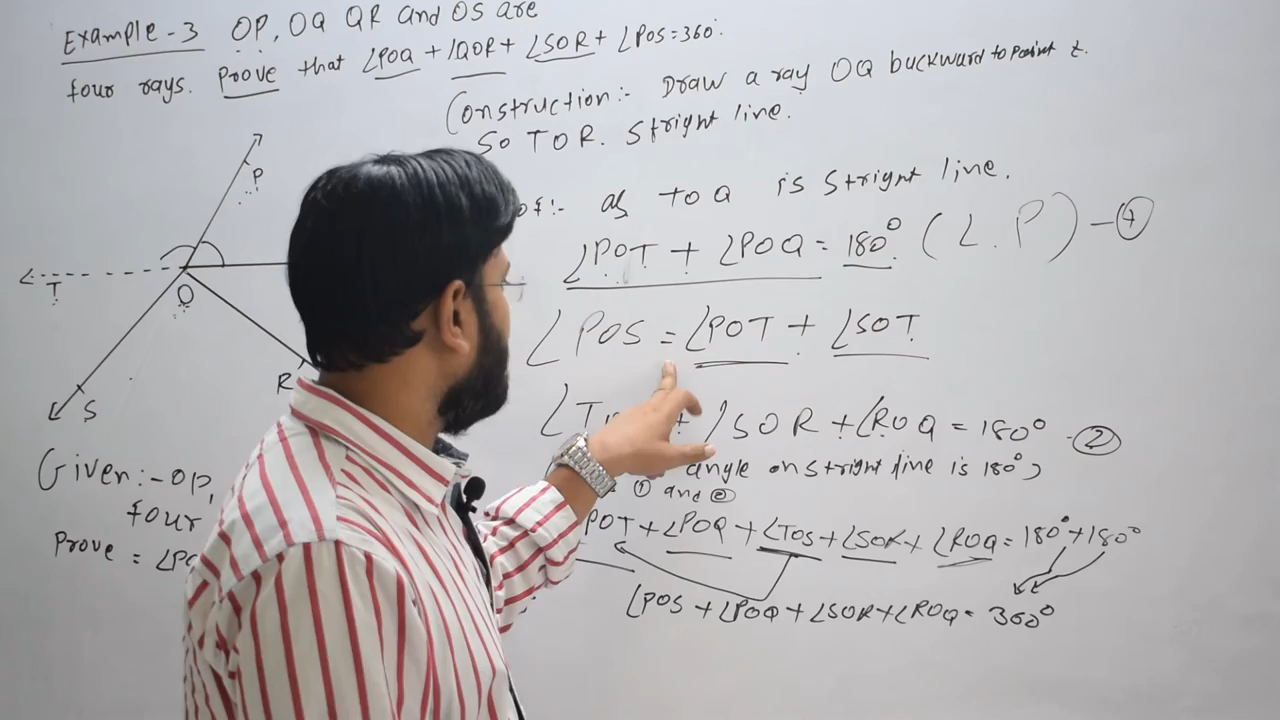 Example-3 OP, OQ QR and OS are
four rays. Prove that ∠POQ + ∠QOR + ∠SOR + ∠POS = 360°
Construction:- Draw a ray OQ buckward to point t.
So TOR. Stright line.
as TOQ is Stright line.
∠POT + ∠POQ = 180° (L.P) - ①
∠POS = ∠POT + ∠SOT
+ ∠SOR + ∠ROQ = 180° - ②
angle on stright line is 180°)
① and ②
POT + ∠POQ + ∠TOS + ∠SOR + ∠ROQ = 180° + 180°
∠POS + ∠POQ + ∠SOR + ∠ROQ = 360°
P
T
O
R
S
Given:- OP,
four
Prove =